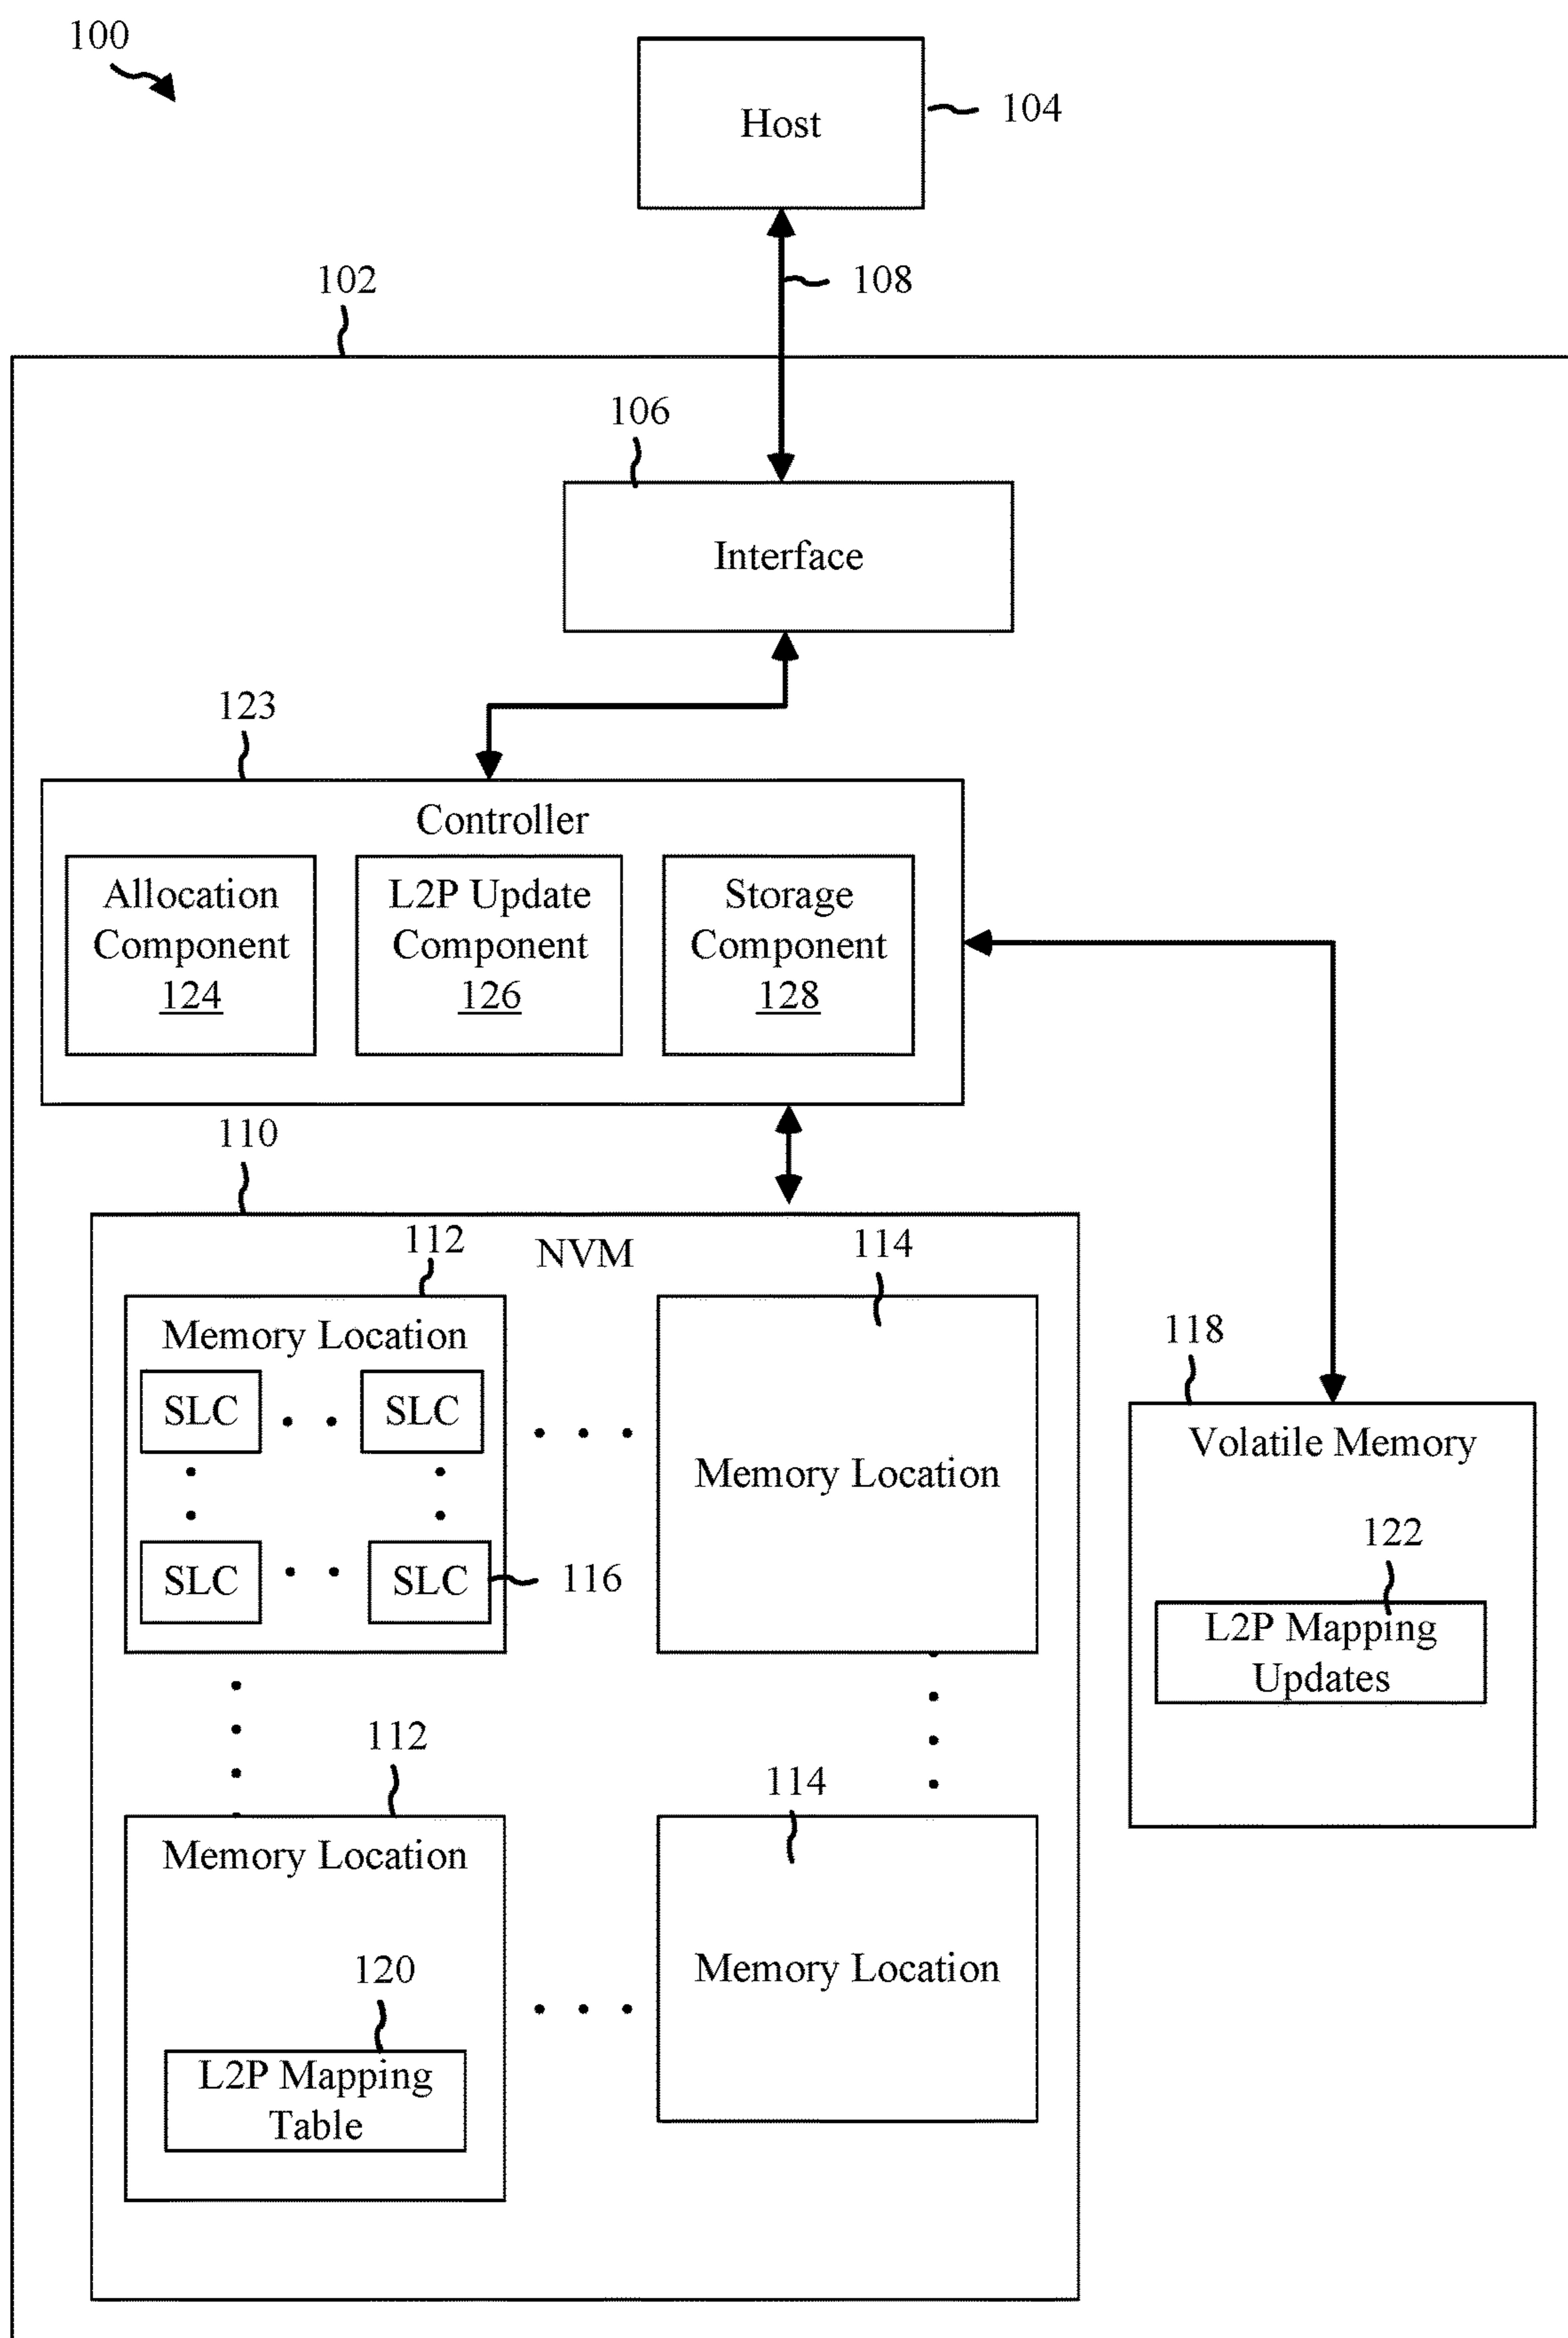 100
Host
104
108
102
106
Interface
123
Controller
Allocation
Component
124
L2P Update
Component
126
Storage
Component
128
110
NVM
112
114
Memory Location
SLC
SLC
SLC
SLC
116
Memory Location
118
Volatile Memory
122
L2P Mapping
Updates
112
114
Memory Location
120
L2P Mapping
Table
Memory Location